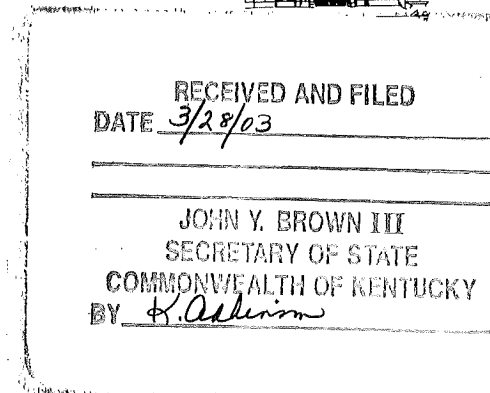 RECEIVED AND FILED
DATE 3/28/03
JOHN Y. BROWN III
SECRETARY OF STATE
COMMONWEALTH OF KENTUCKY
BY K. Adkinson